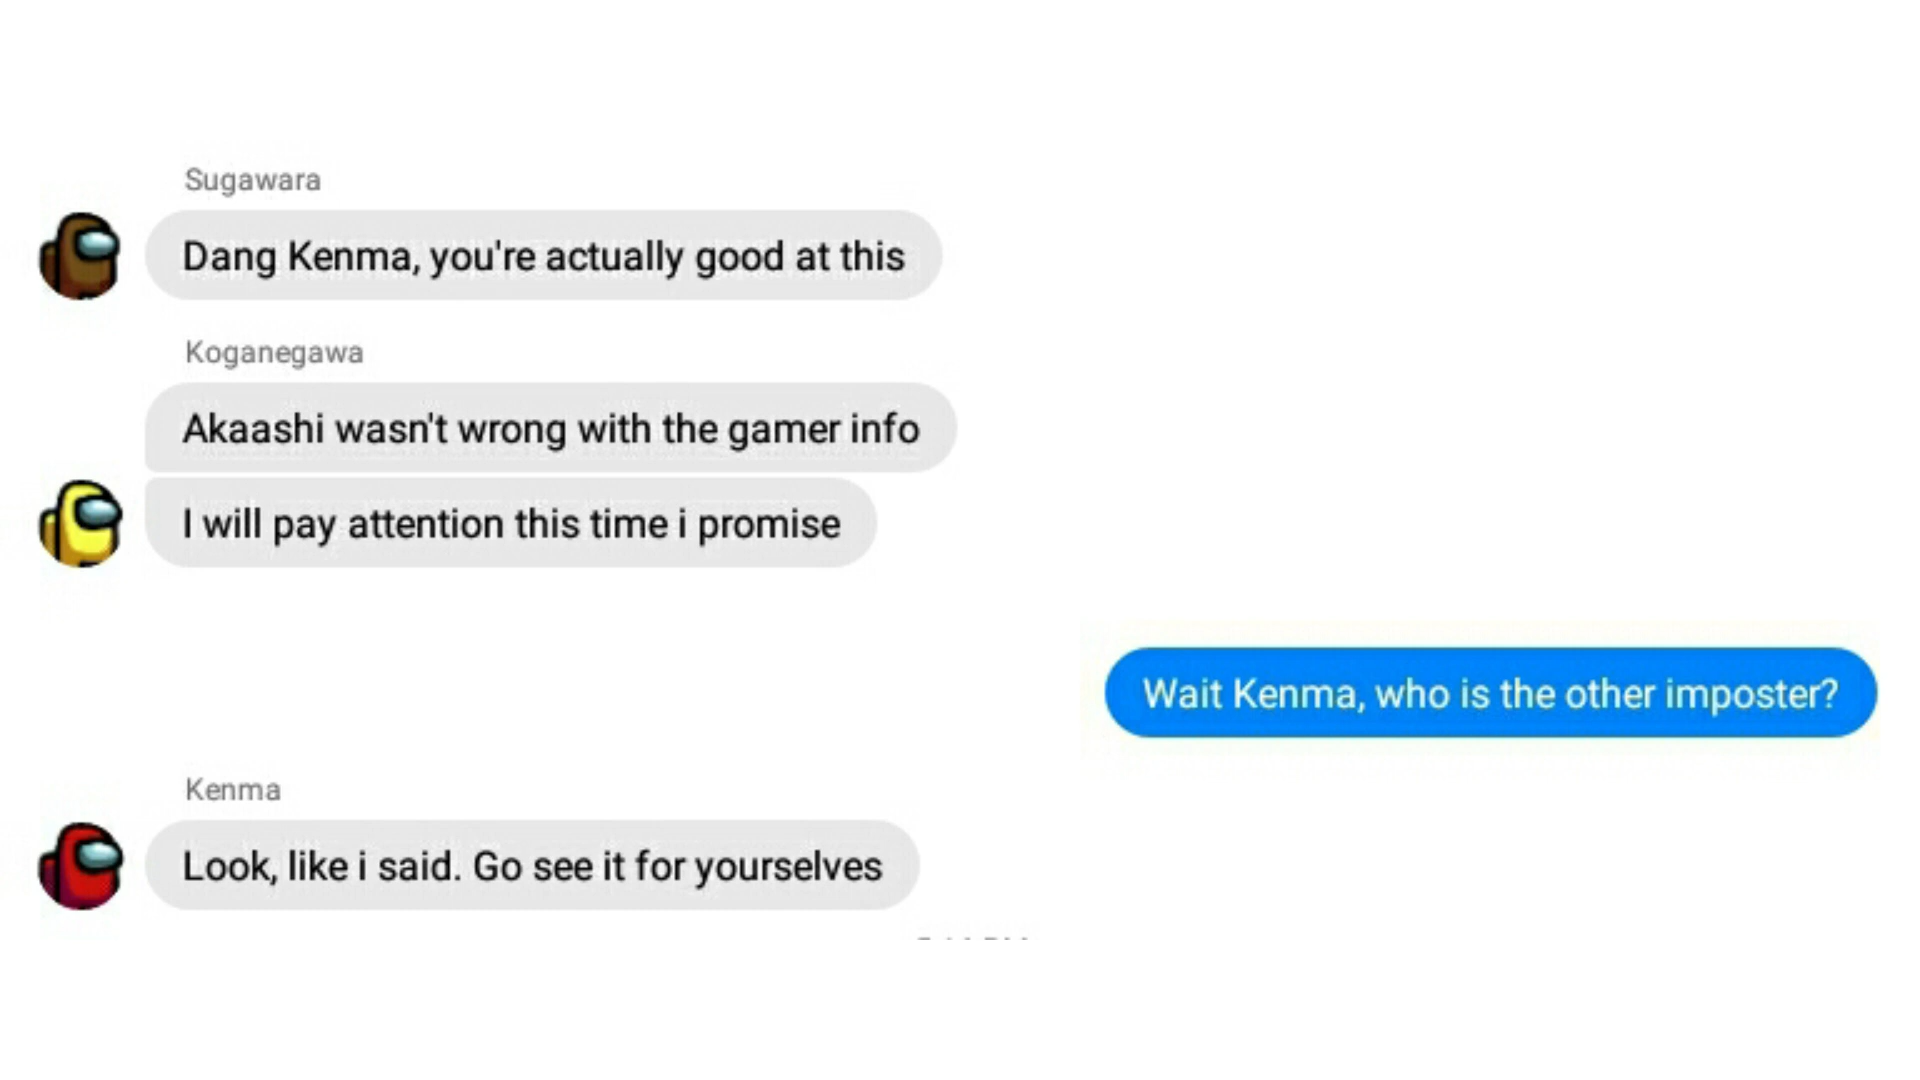 Sugawara
Dang Kenma, you're actually good at this
Koganegawa
Akaashi wasn't wrong with the gamer info
I will pay attention this time i promise
Wait Kenma, who is the other imposter?
Kenma
Look, like i said. Go see it for yourselves